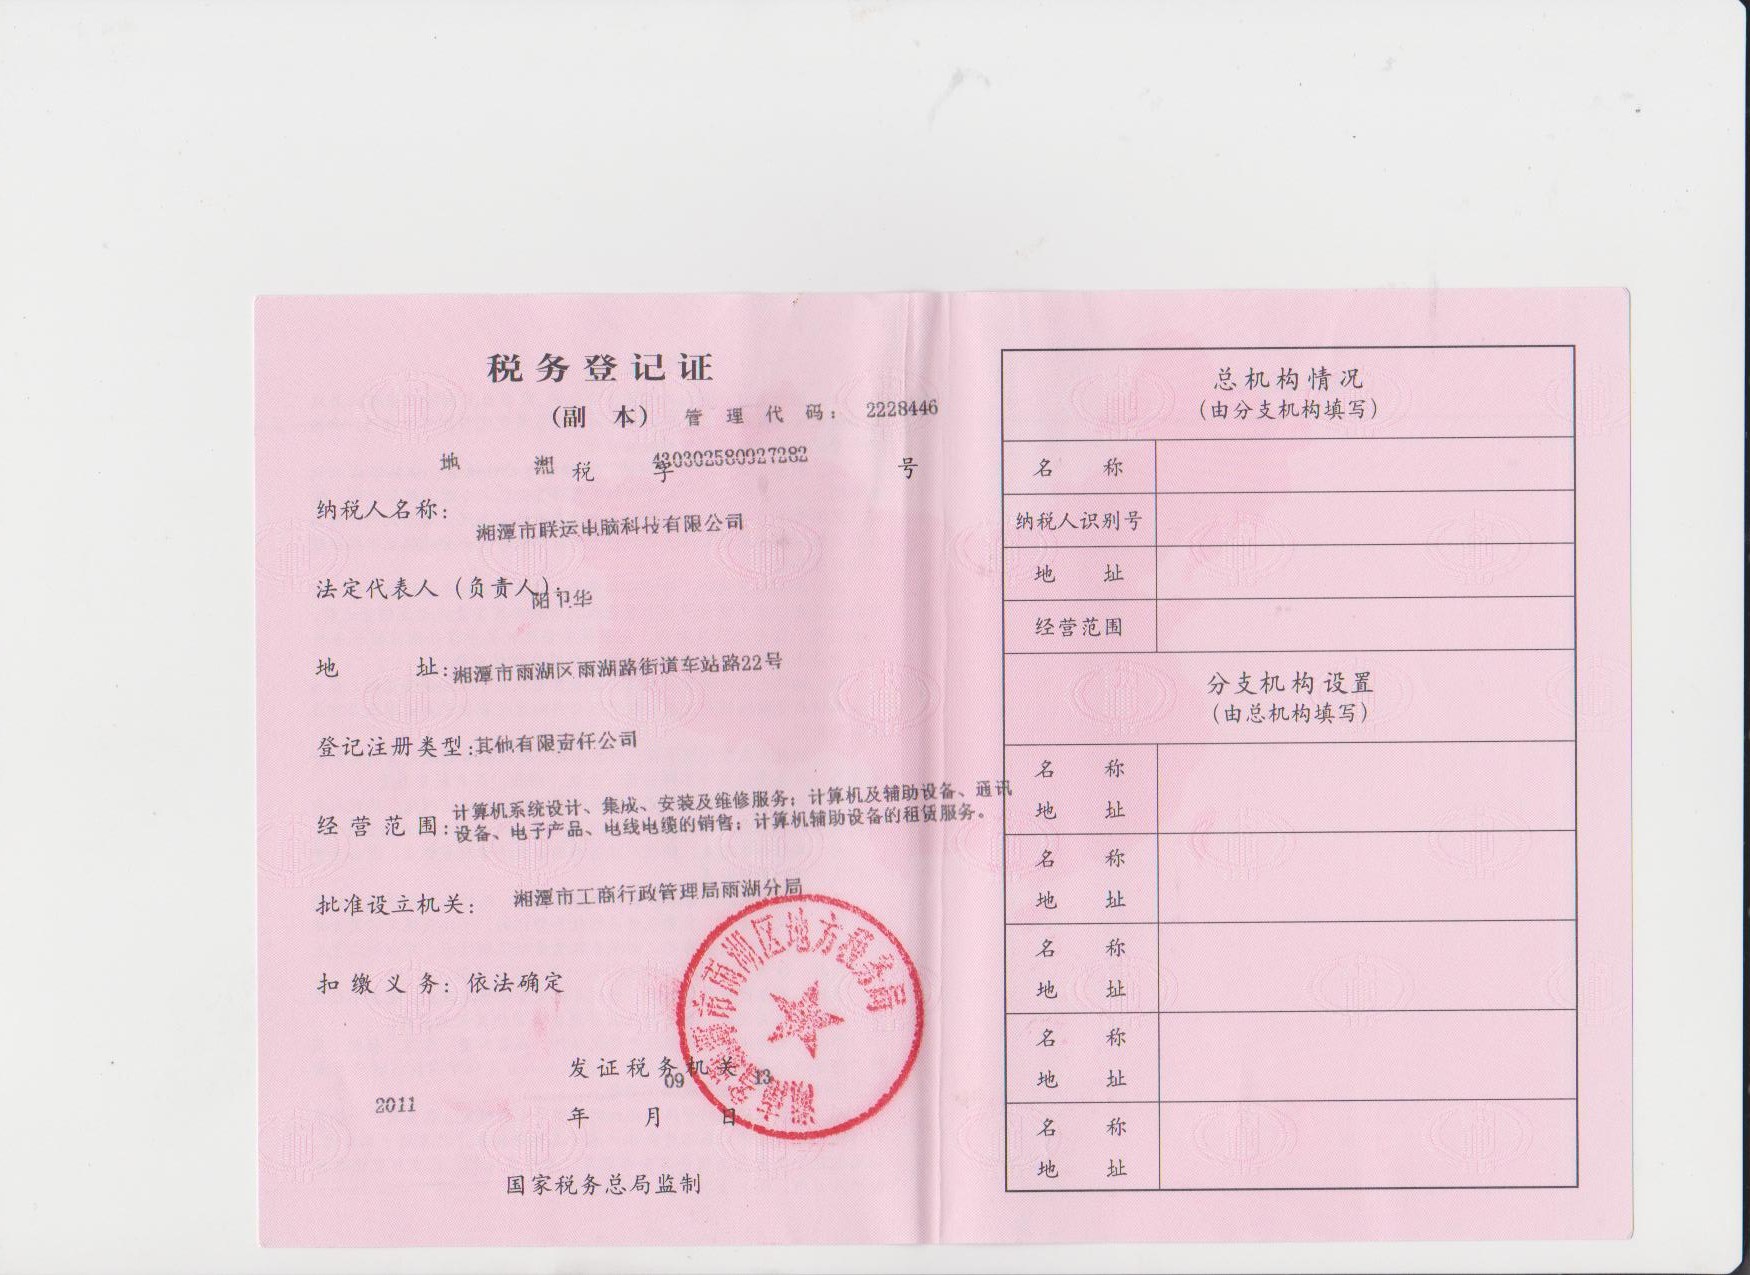 税务登记证
(副 本) 管理代码: 2228446
地 湘 税 字 430302580927282 号
纳税人名称: 湘潭市联运电脑科技有限公司
法定代表人(负责人): 阳卫华
地 址: 湘潭市雨湖区雨湖路街道车站路22号
登记注册类型: 其他有限责任公司
经营范围: 计算机系统设计、集成、安装及维修服务; 计算机及辅助设备、通讯
设备、电子产品、电线电缆的销售; 计算机辅助设备的租赁服务。
批准设立机关: 湘潭市工商行政管理局雨湖分局
扣缴义务: 依法确定
雨湖区地方税务局
发证税务机关
2011 年 09 月 13 日
国家税务总局监制
总机构情况
(由分支机构填写)
名 称
纳税人识别号
地 址
经营范围
分支机构设置
(由总机构填写)
名 称
地 址
名 称
地 址
名 称
地 址
名 称
地 址
名 称
地 址